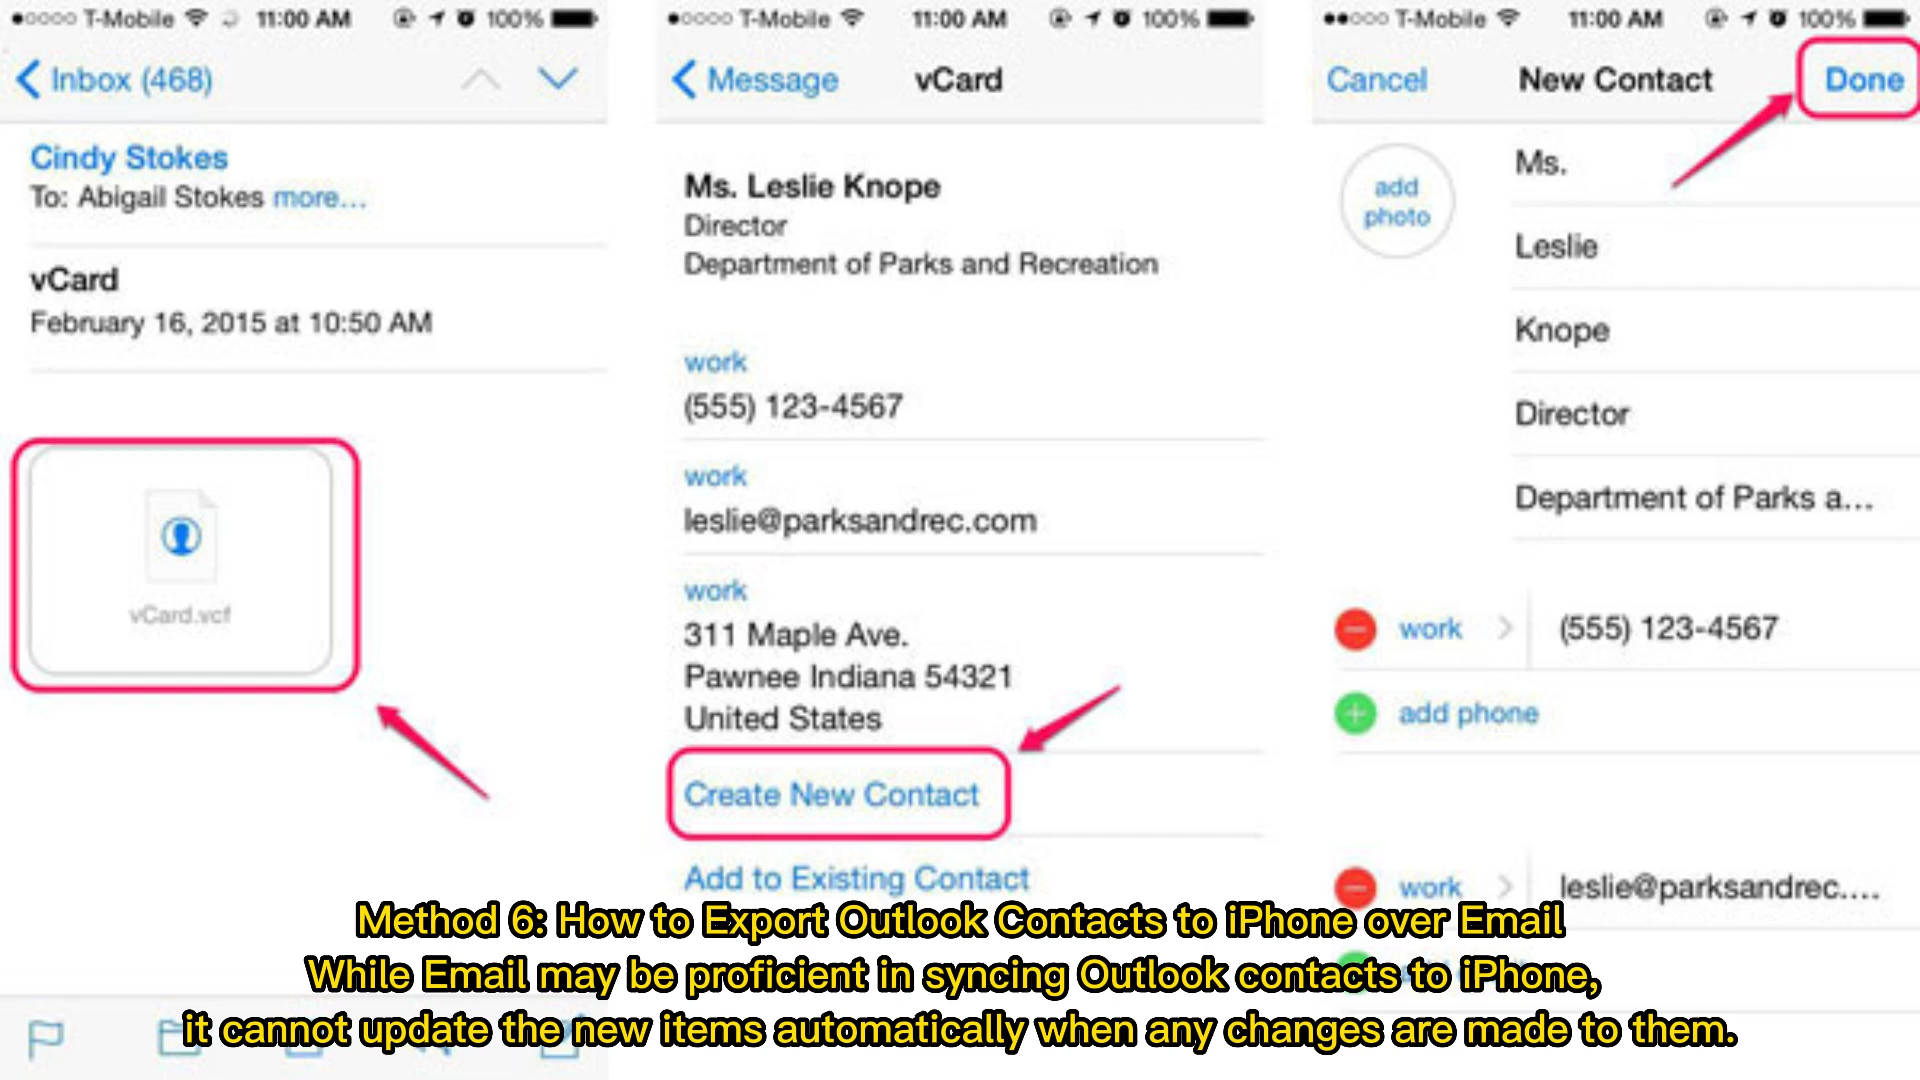 T-Mobile 11:00 AM 100%
Inbox (468)
Cindy Stokes
To: Abigail Stokes more...
vCard
February 16, 2015 at 10:50 AM
vCard.vcf
T-Mobile 11:00 AM 100%
Message vCard
Ms. Leslie Knope
Director
Department of Parks and Recreation
work
(555) 123-4567
work
leslie@parksandrec.com
work
311 Maple Ave.
Pawnee Indiana 54321
United States
Create New Contact
Add to Existing Contact
T-Mobile 11:00 AM 100%
Cancel New Contact Done
add
photo
Ms.
Leslie
Knope
Director
Department of Parks a...
work (555) 123-4567
add phone
work leslie@parksandrec....
Method 6: How to Export Outlook Contacts to iPhone over Email
While Email may be proficient in syncing Outlook contacts to iPhone,
it cannot update the new items automatically when any changes are made to them.